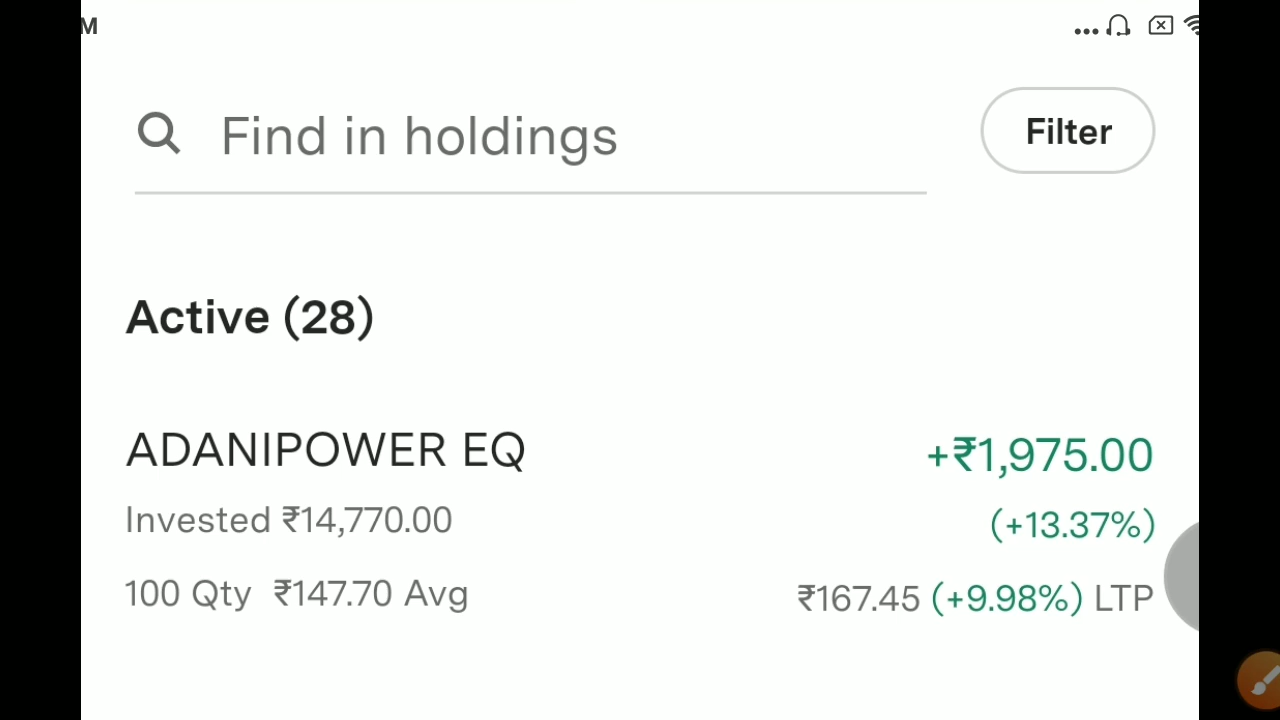 M
Find in holdings
Filter
Active (28)
ADANIPOWER EQ
+₹1,975.00
Invested ₹14,770.00
(+13.37%)
100 Qty ₹147.70 Avg
₹167.45 (+9.98%) LTP